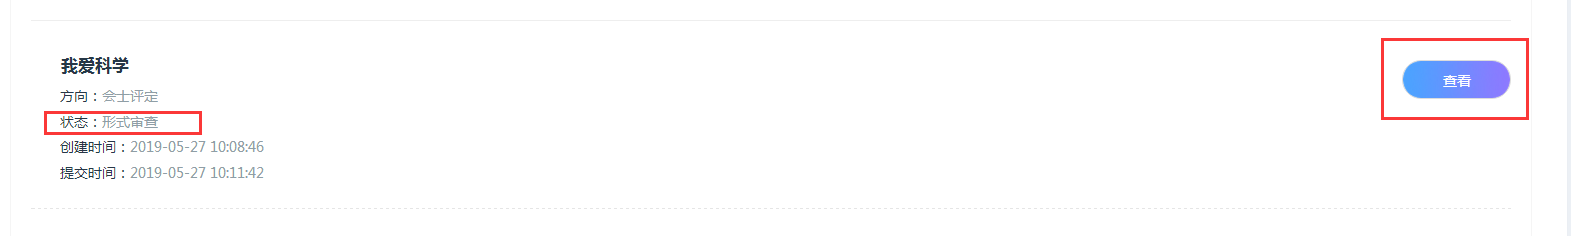 我爱科学
查看
方向：会士评定
状态：形式审查
创建时间：2019-05-27 10:08:46
提交时间：2019-05-27 10:11:42